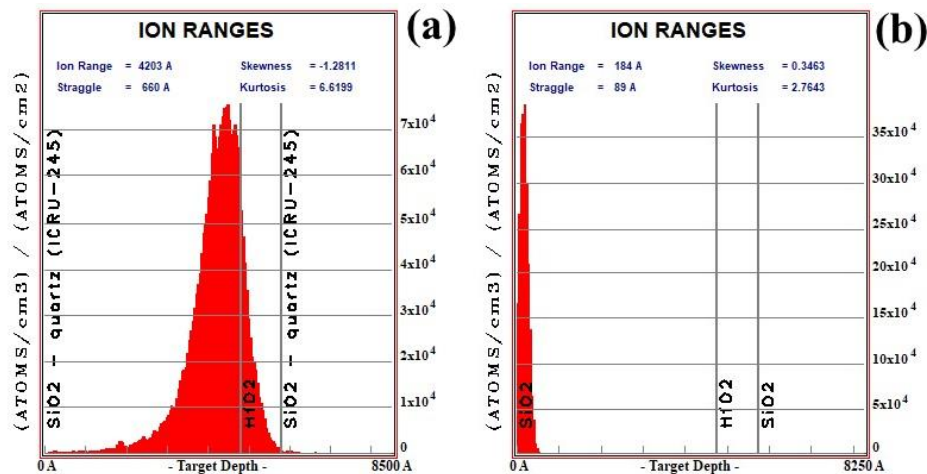 (a)
ION RANGES
Ion Range = 4203 A Skewness = -1.2811
Straggle = 660 A Kurtosis = 6.6199
(ATOMS/cm3) / (ATOMS/cm2)
SiO2 - quartz (ICRU-245)
HfO2
SiO2 - quartz (ICRU-245)
7x10^4
6x10^4
5x10^4
4x10^4
3x10^4
2x10^4
1x10^4
0
0 A - Target Depth - 8500 A
(b)
ION RANGES
Ion Range = 184 A Skewness = 0.3463
Straggle = 89 A Kurtosis = 2.7643
(ATOMS/cm3) / (ATOMS/cm2)
SiO2
HfO2
SiO2
35x10^4
30x10^4
25x10^4
20x10^4
15x10^4
10x10^4
5x10^4
0
0 A - Target Depth - 8250 A